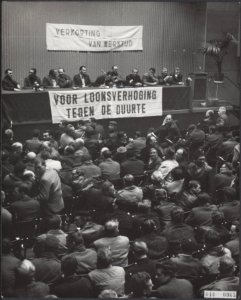 VERKORTING
VAN WERKTIJD
VOOR LOONSVERHOGING
TEGEN DE DUURTE